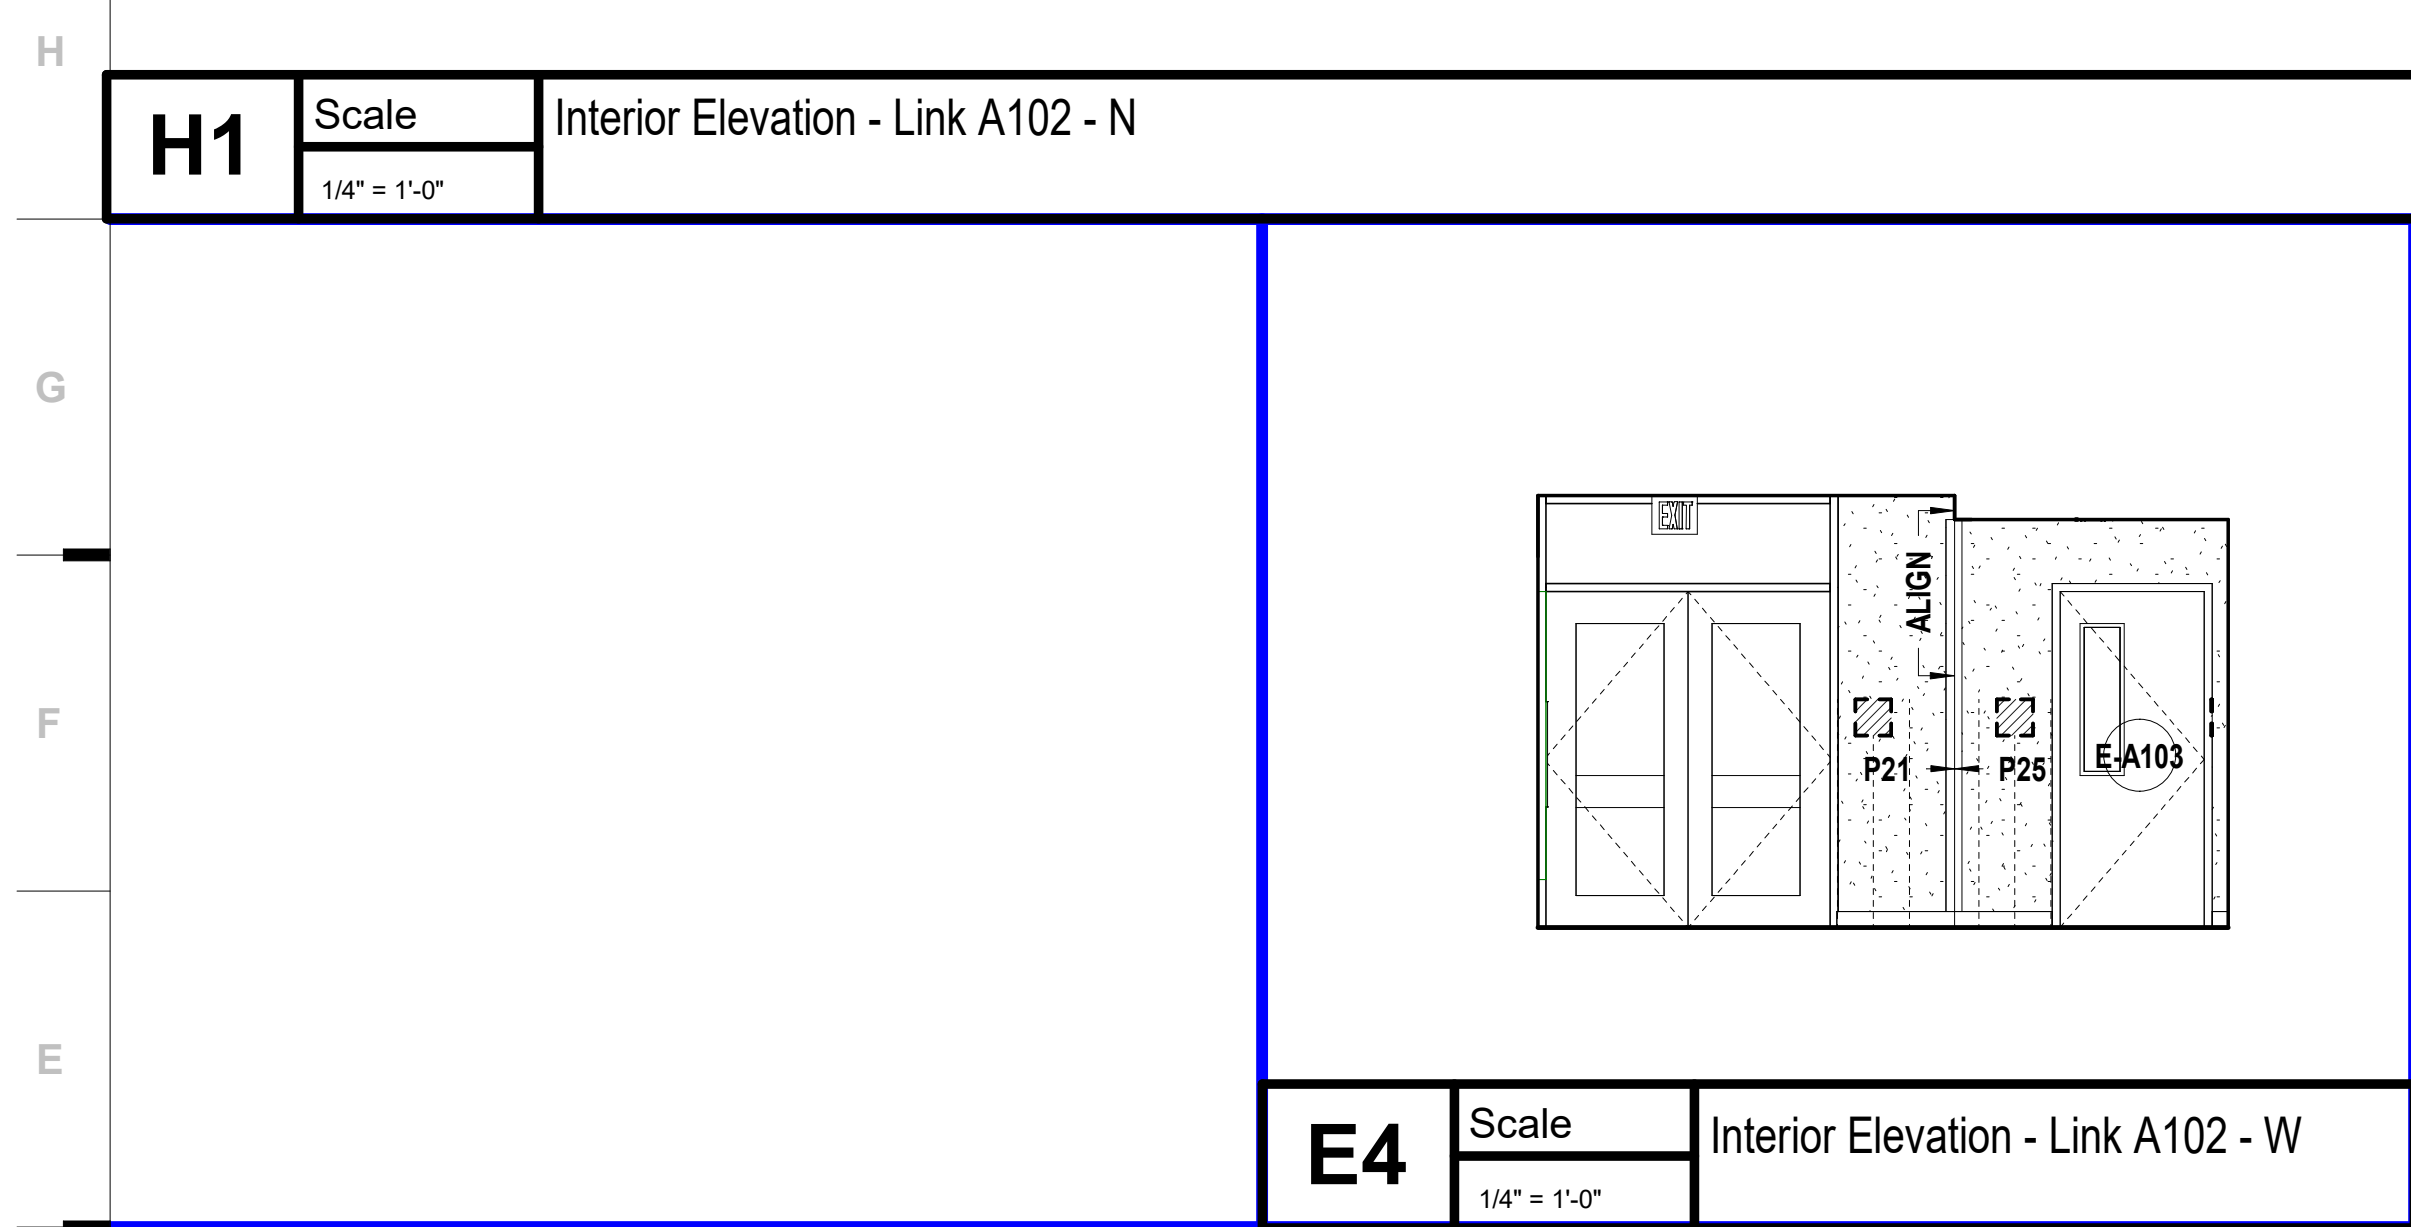 H
H1
Scale
1/4" = 1'-0"
Interior Elevation - Link A102 - N
G
EXIT
ALIGN
F
P21
P25
E-A103
E
E4
Scale
1/4" = 1'-0"
Interior Elevation - Link A102 - W